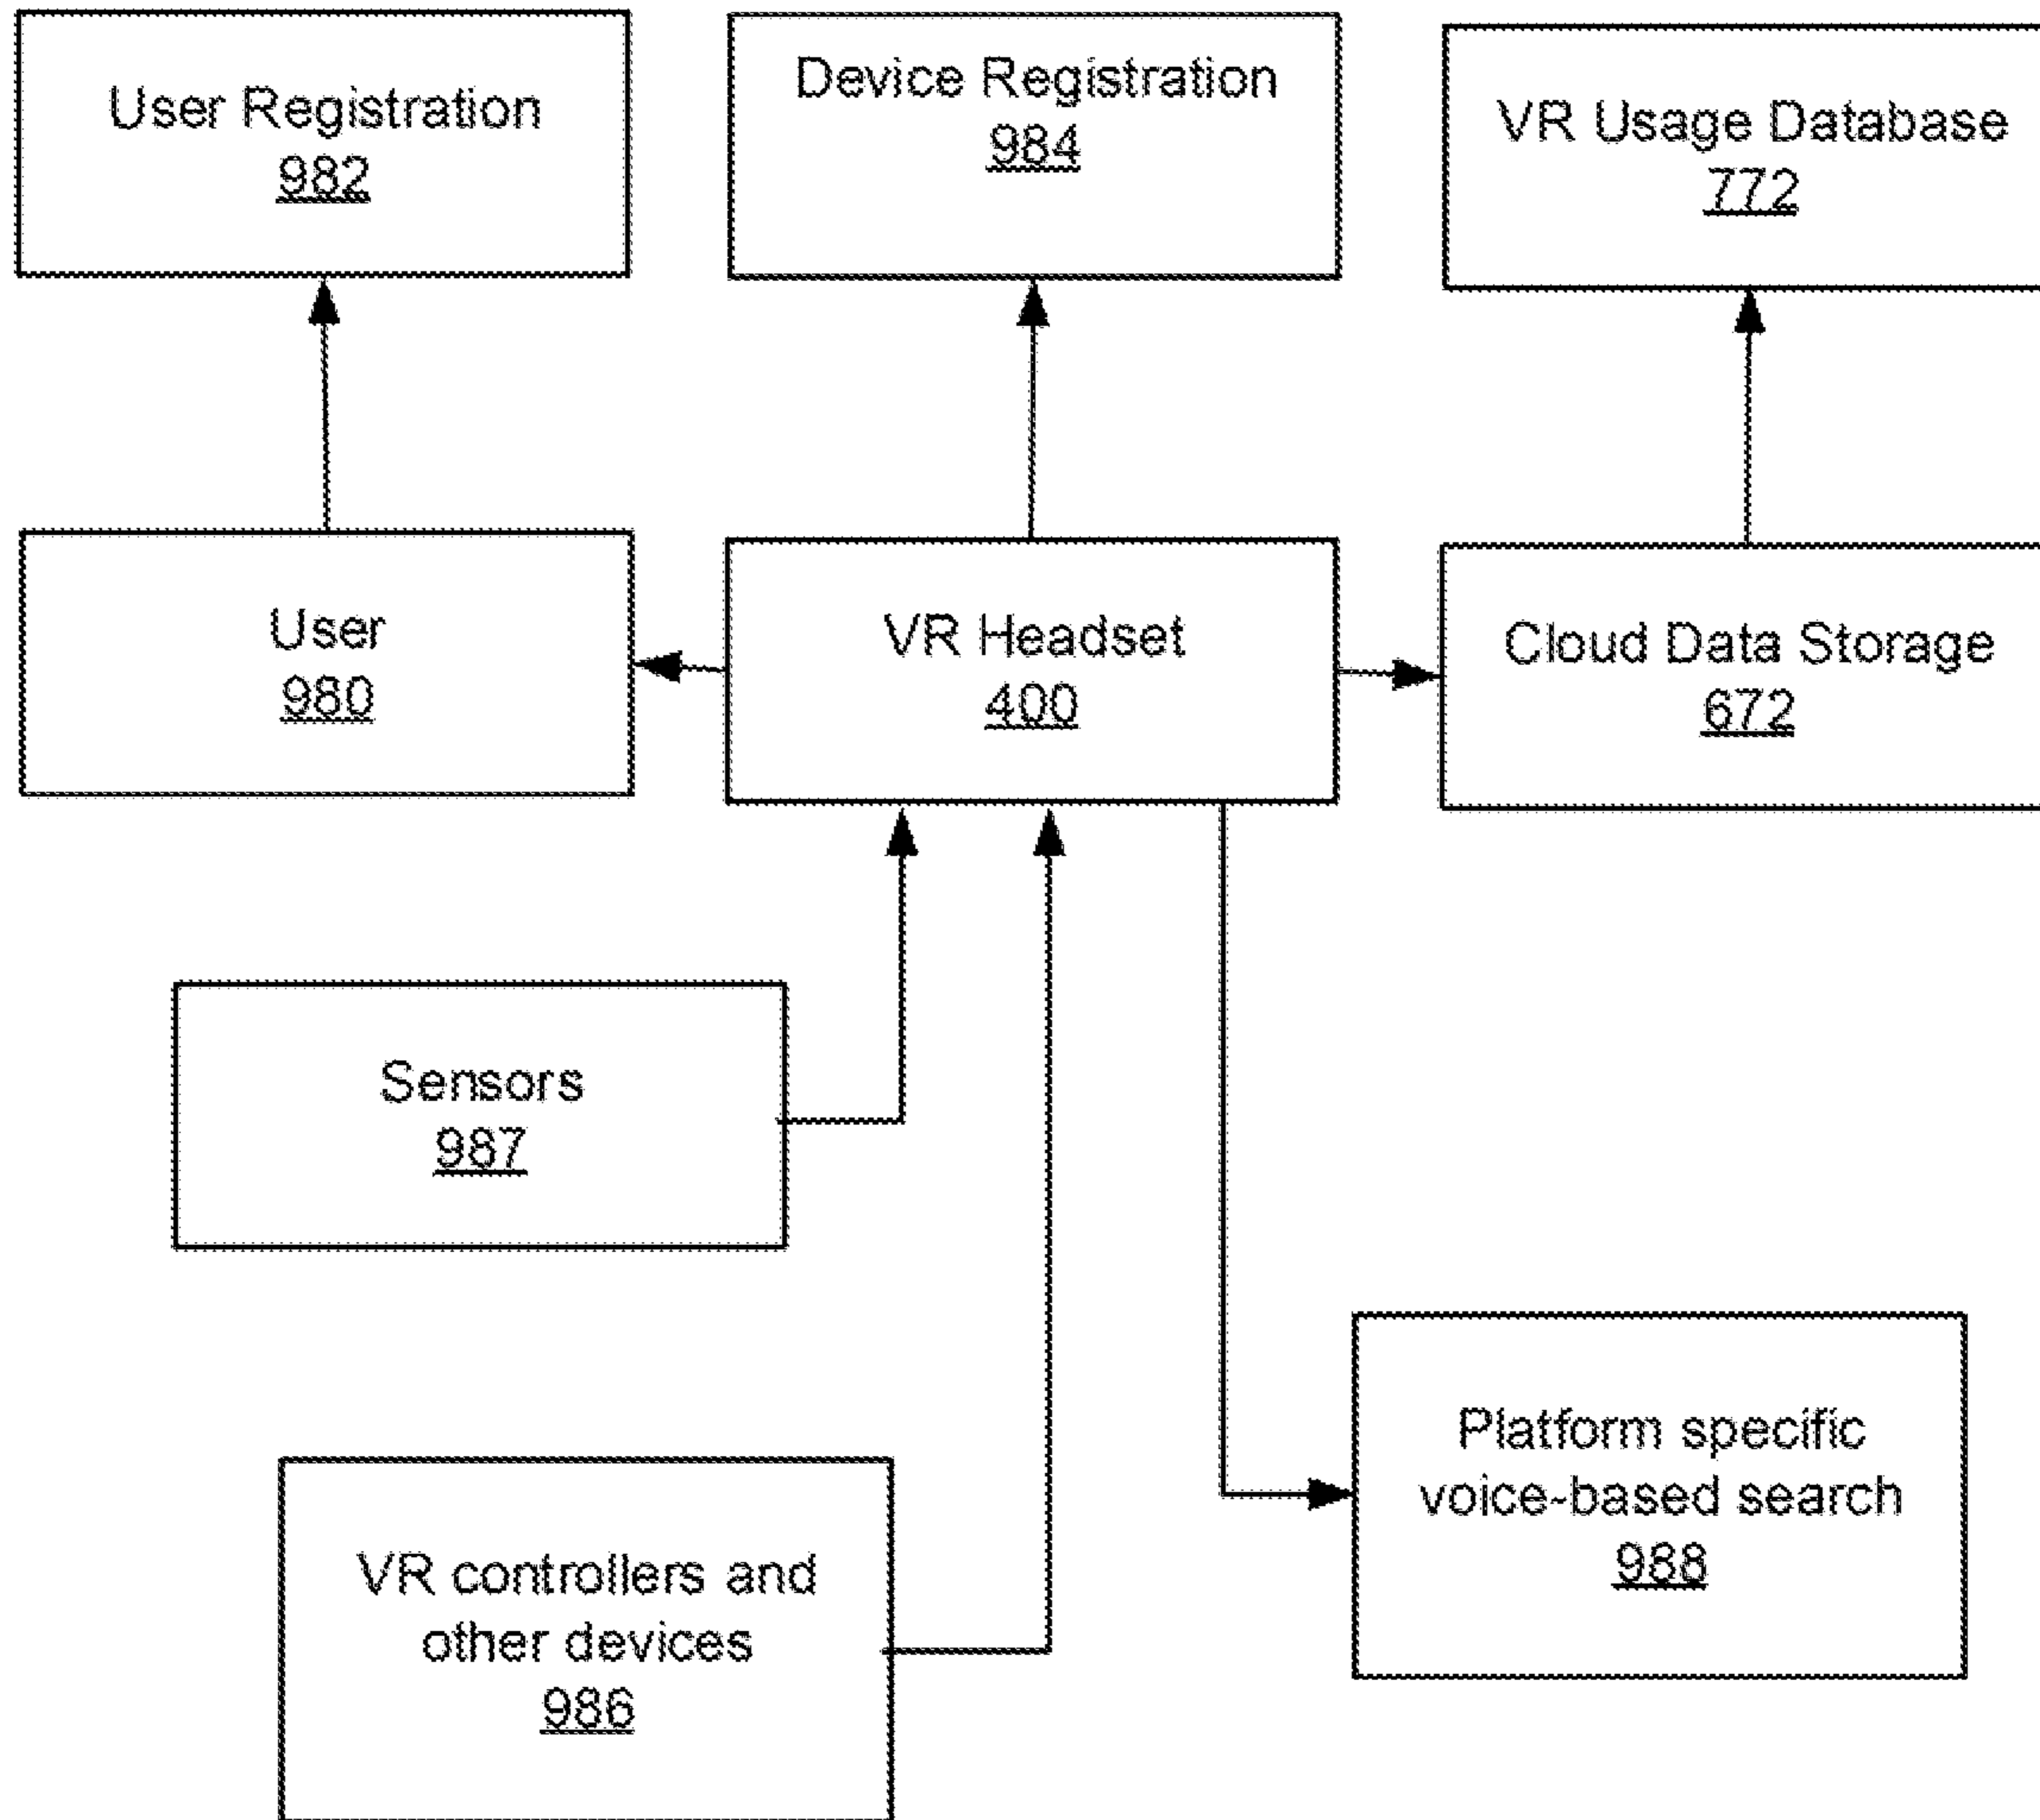 User Registration
982
Device Registration
984
VR Usage Database
772
User
980
VR Headset
400
Cloud Data Storage
672
Sensors
987
Platform specific
voice-based search
988
VR controllers and
other devices
986